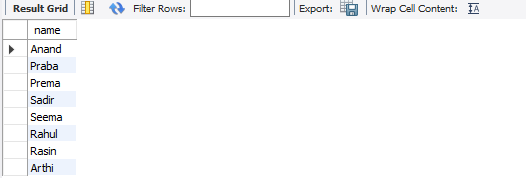 Result Grid Filter Rows: Export: Wrap Cell Content:
name
Anand
Praba
Prema
Sadir
Seema
Rahul
Rasin
Arthi